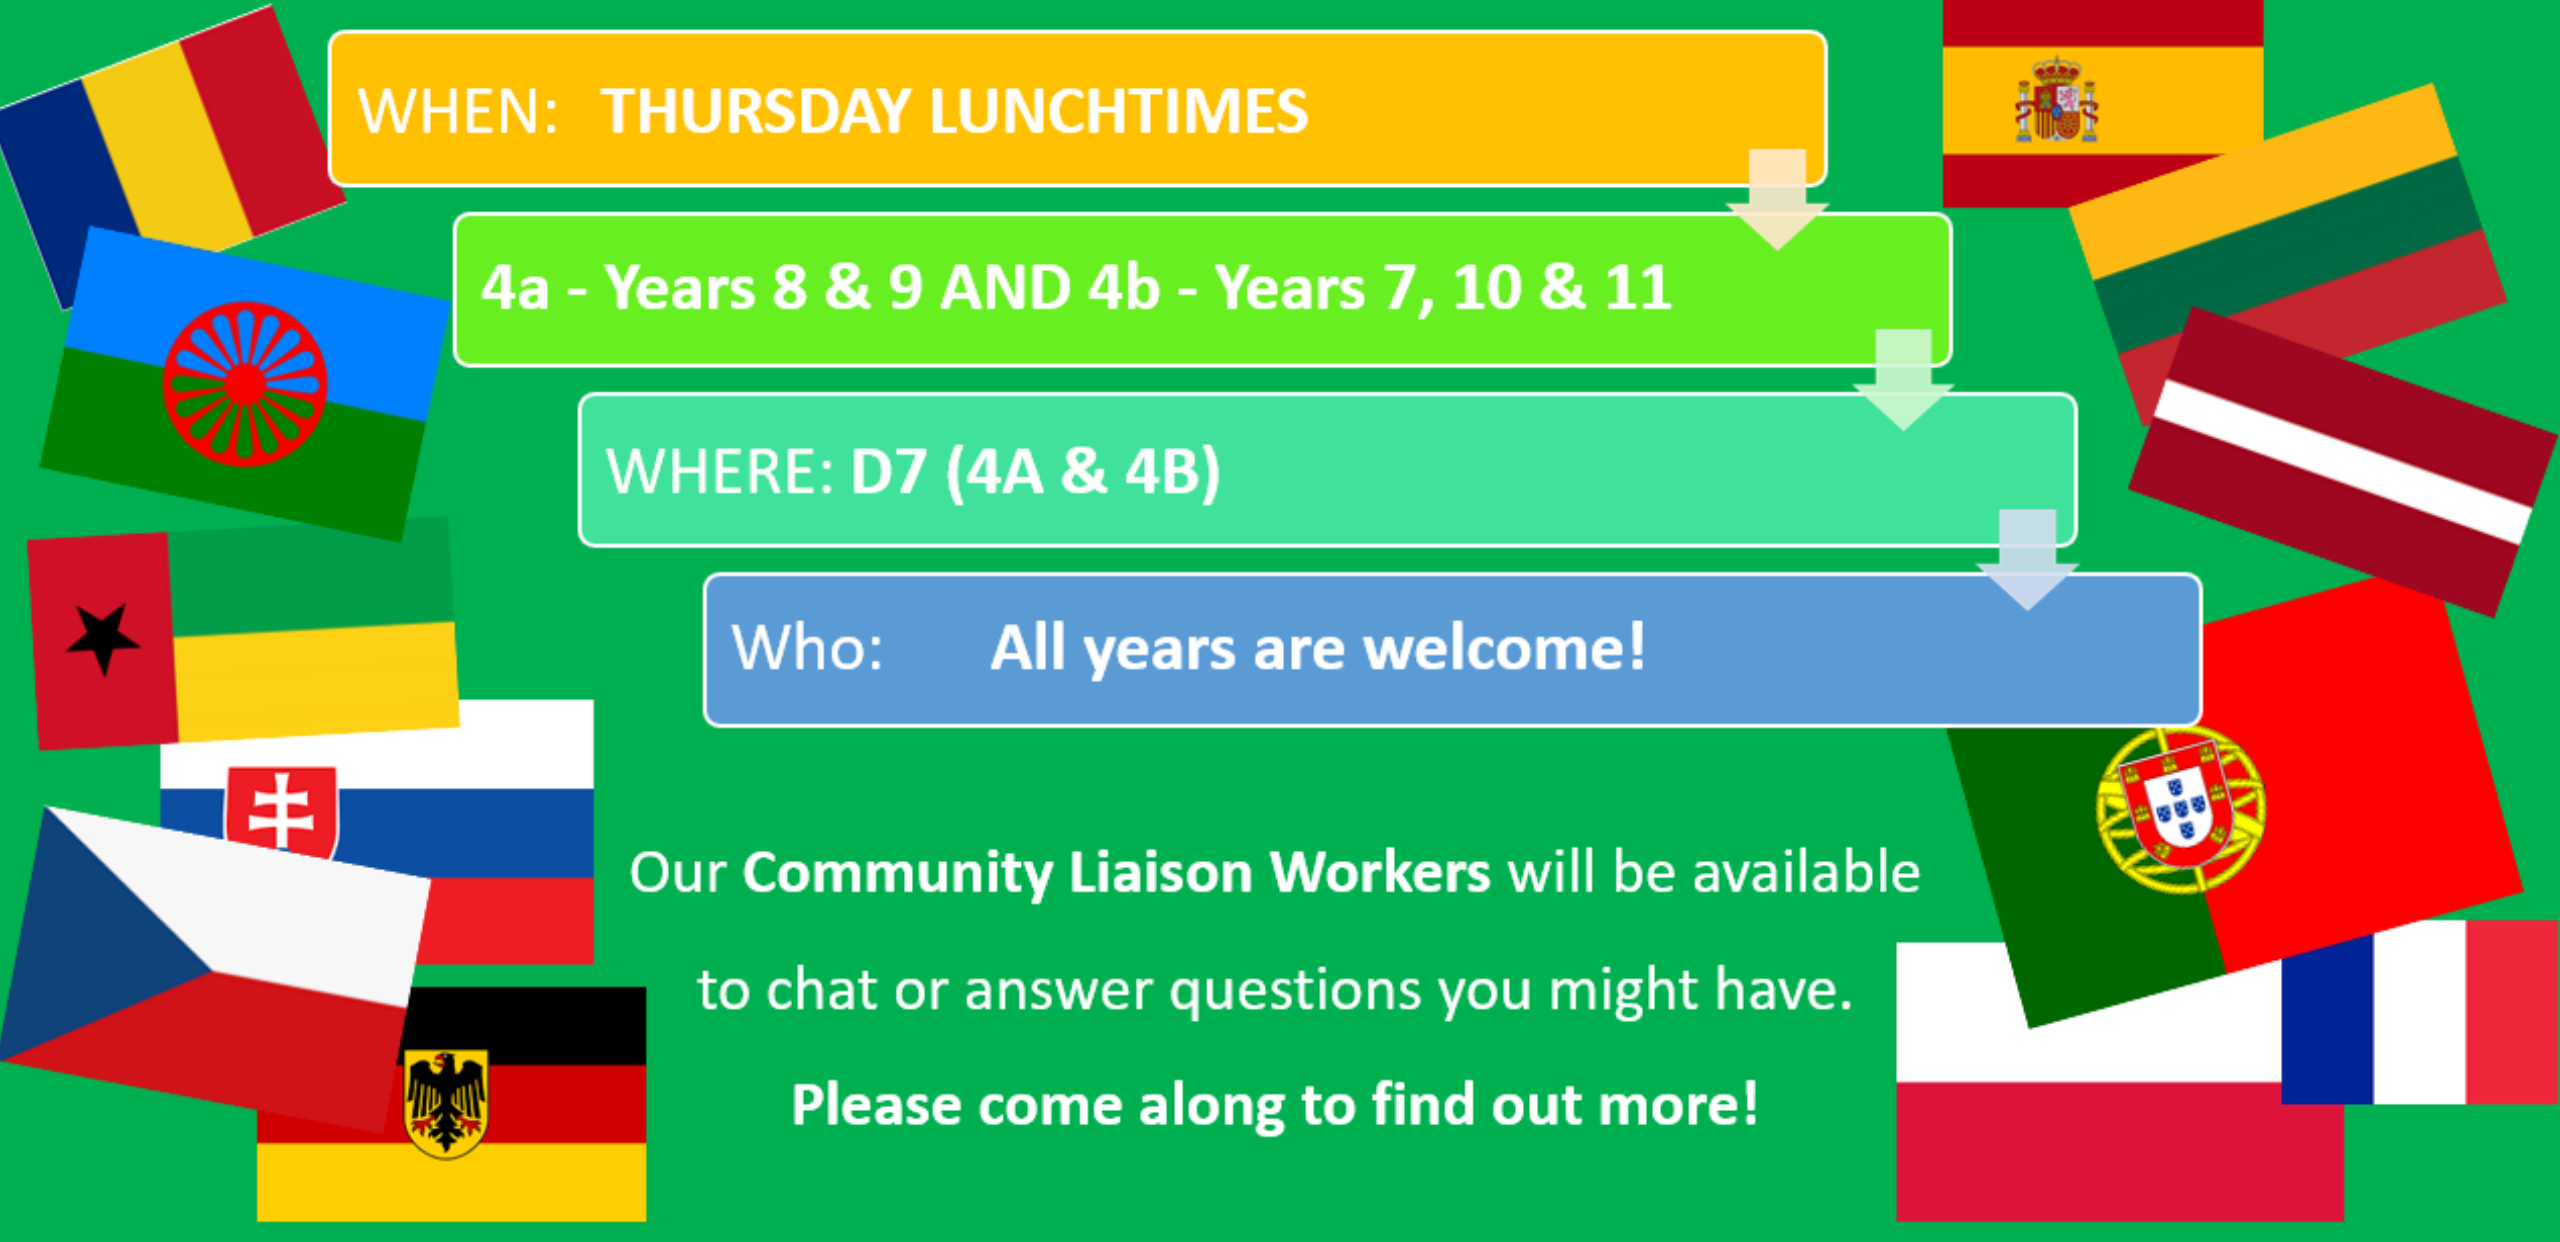 WHEN: THURSDAY LUNCHTIMES
4a - Years 8 & 9 AND 4b - Years 7, 10 & 11
WHERE: D7 (4A & 4B)
Who: All years are welcome!
Our Community Liaison Workers will be available
to chat or answer questions you might have.
Please come along to find out more!